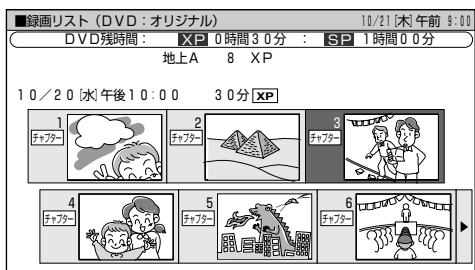 ■録画リスト（ＤＶＤ：オリジナル） 10/21[木]午前 9:00
ＤＶＤ残時間： ＸＰ ０時間３０分 ： ＳＰ １時間００分
地上Ａ ８ ＸＰ
１０／２０[水]午後１０：００ ３０分 XP
1 2 3
チャプター チャプター チャプター
4 5 6
チャプター チャプター チャプター